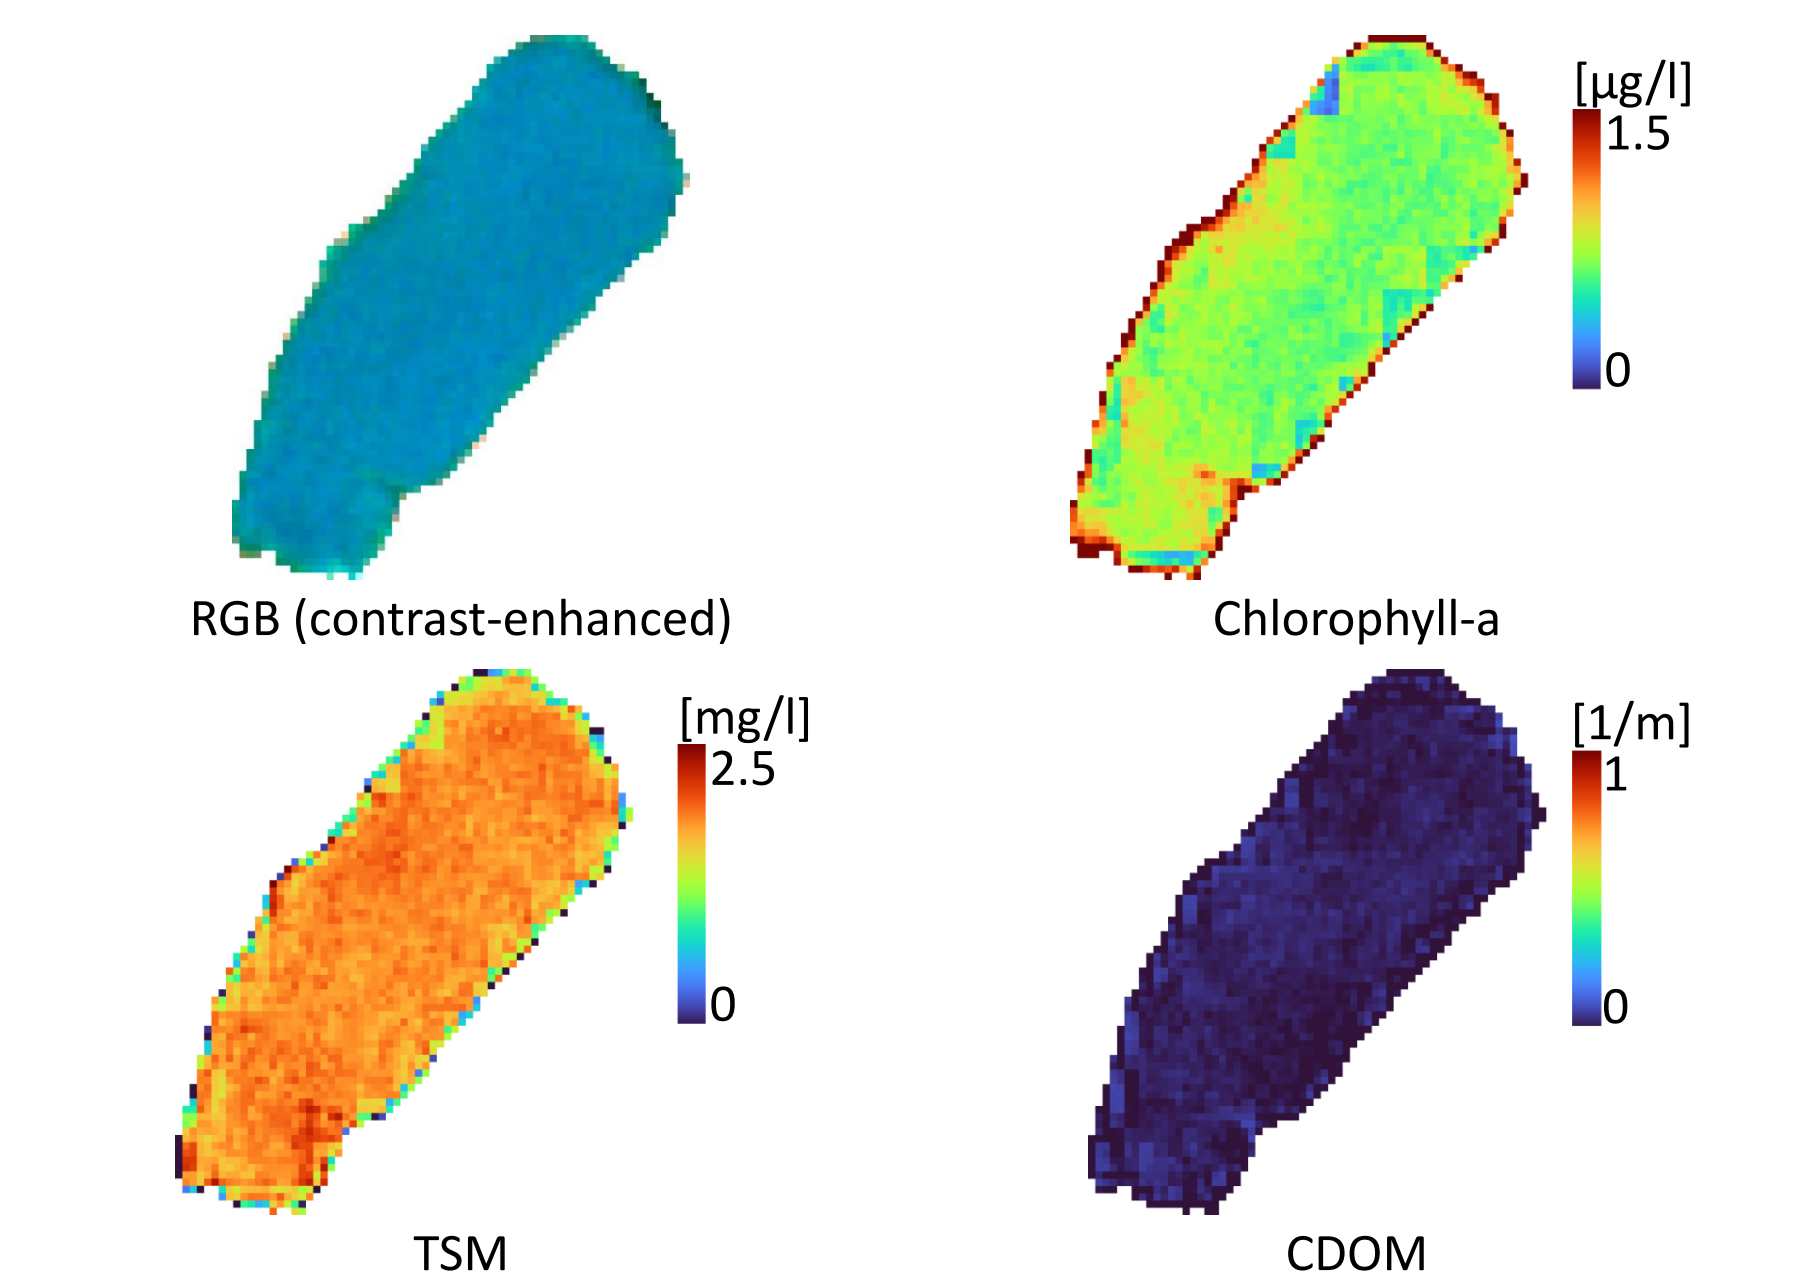 [µg/l]
1.5
0
RGB (contrast-enhanced)
Chlorophyll-a
[mg/l]
2.5
0
[1/m]
1
0
TSM
CDOM